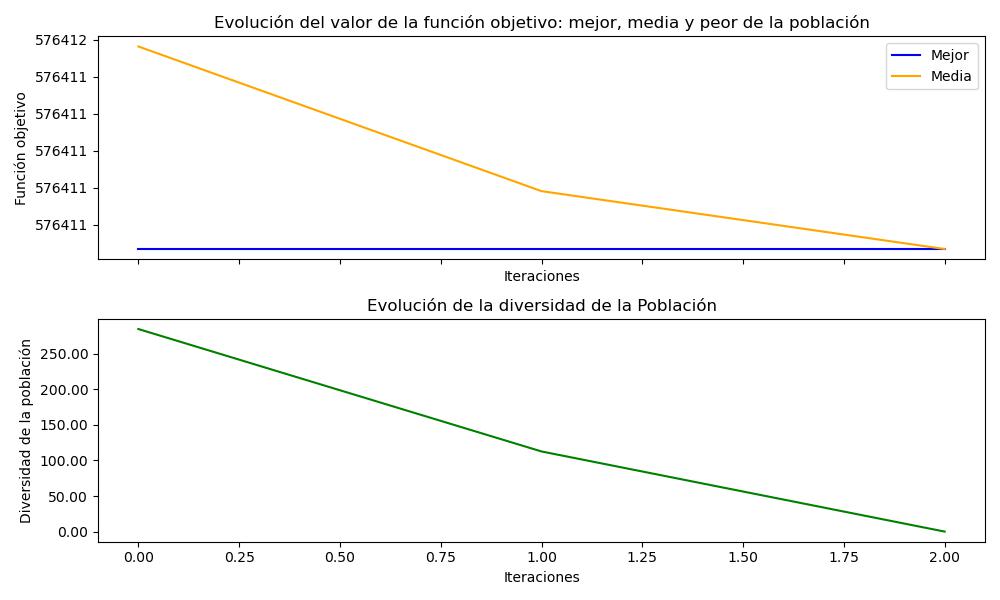 Evolución del valor de la función objetivo: mejor, media y peor de la población
576412
576411
576411
576411
576411
576411
Función objetivo
Mejor
Media
Iteraciones
Evolución de la diversidad de la Población
250.00
200.00
150.00
100.00
50.00
0.00
Diversidad de la población
0.00 0.25 0.50 0.75 1.00 1.25 1.50 1.75 2.00
Iteraciones